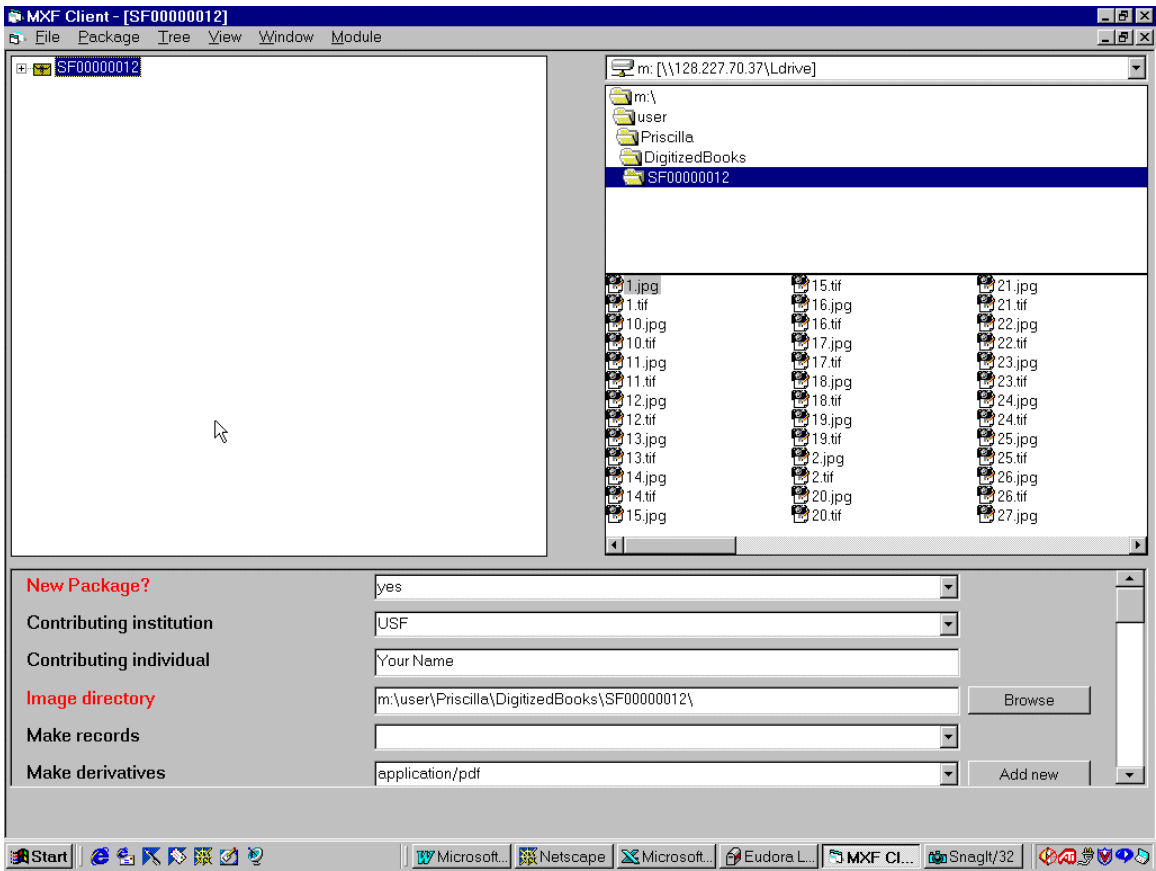 MXF Client - [SF00000012]
File Package Tree View Window Module
SF00000012
m: [\\128.227.70.37\Ldrive]
m:\
user
Priscilla
DigitizedBooks
SF00000012
1.jpg 15.tif 21.jpg
1.tif 16.jpg 21.tif
10.jpg 16.tif 22.jpg
10.tif 17.jpg 22.tif
11.jpg 17.tif 23.jpg
11.tif 18.jpg 23.tif
12.jpg 18.tif 24.jpg
12.tif 19.jpg 24.tif
13.jpg 19.tif 25.jpg
13.tif 2.jpg 25.tif
14.jpg 2.tif 26.jpg
14.tif 20.jpg 26.tif
15.jpg 20.tif 27.jpg
New Package? yes
Contributing institution USF
Contributing individual Your Name
Image directory m:\user\Priscilla\DigitizedBooks\SF00000012\ Browse
Make records
Make derivatives application/pdf Add new
Start Microsoft... Netscape Microsoft... Eudora L... MXF Cl... SnagIt/32